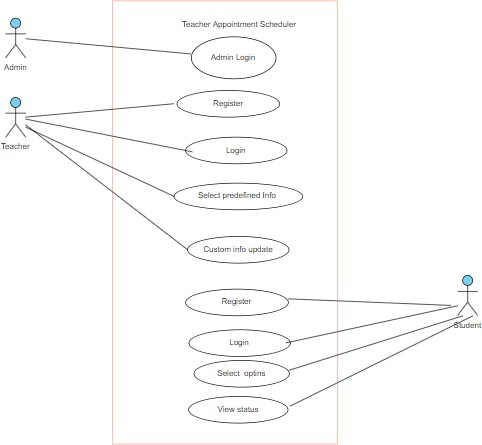 Teacher Appointment Scheduler
Admin Login
Admin
Register
Teacher
Login
Select predefined Info
Custom info update
Register
Student
Login
Select optins
View status